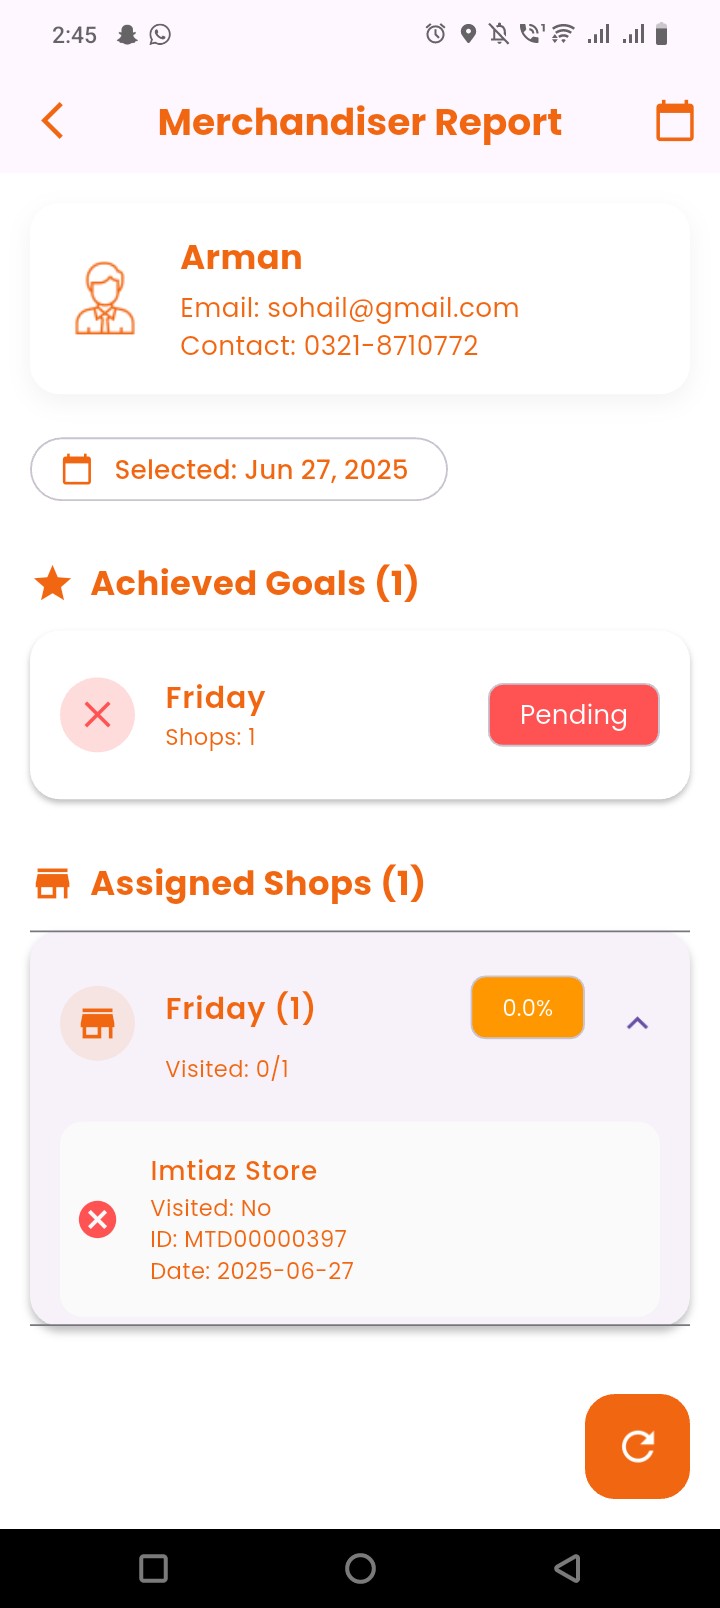 2:45
Merchandiser Report
Arman
Email: sohail@gmail.com
Contact: 0321-8710772
Selected: Jun 27, 2025
Achieved Goals (1)
Friday
Shops: 1
Pending
Assigned Shops (1)
Friday (1)
0.0%
Visited: 0/1
Imtiaz Store
Visited: No
ID: MTD00000397
Date: 2025-06-27